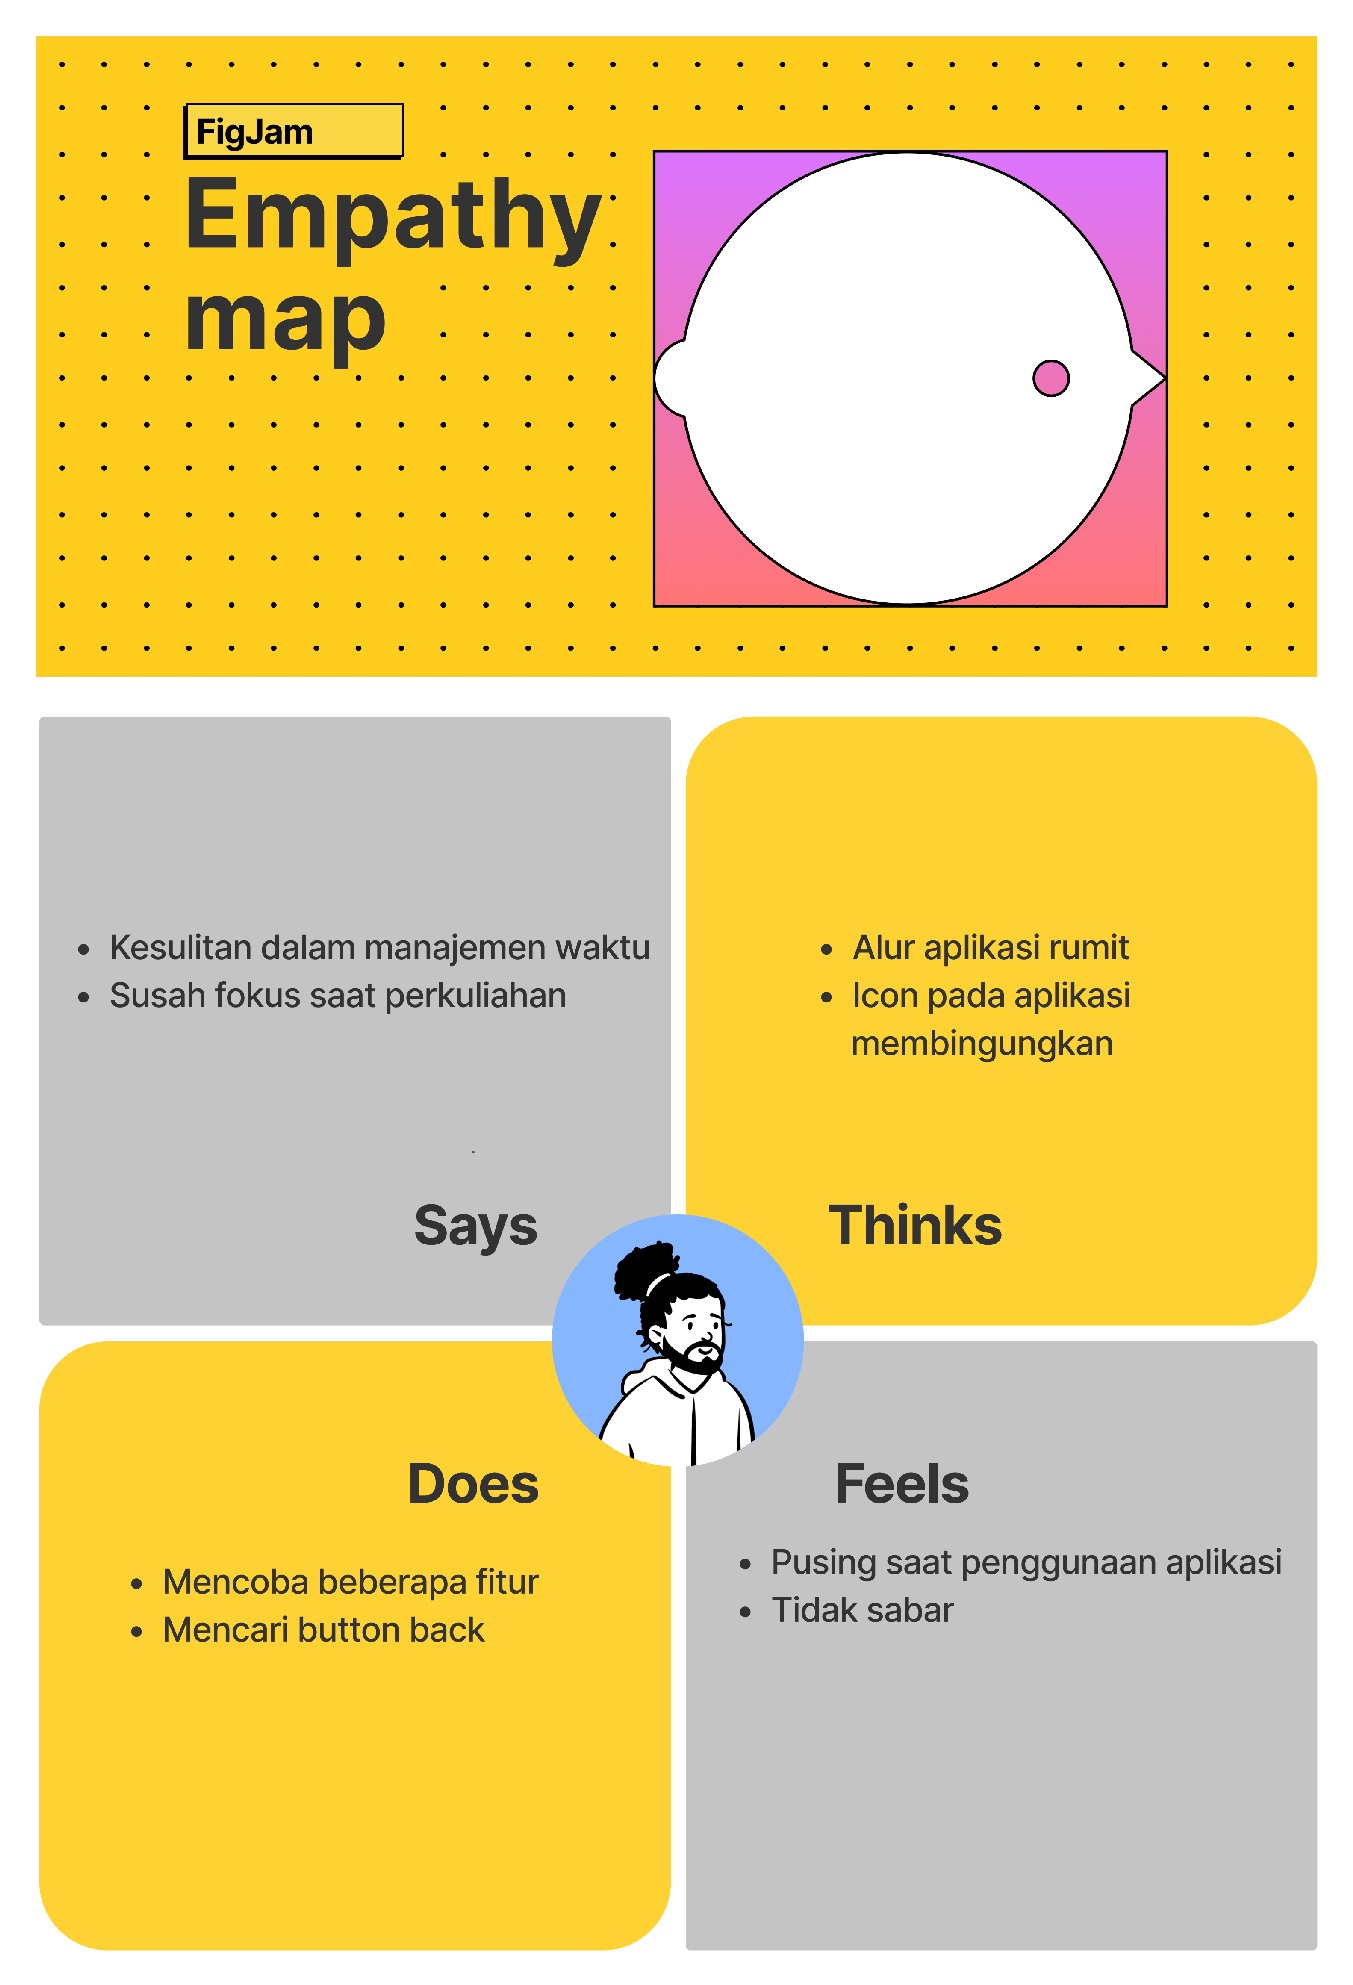 FigJam
Empathy
map
• Kesulitan dalam manajemen waktu
• Susah fokus saat perkuliahan
Says
• Alur aplikasi rumit
• Icon pada aplikasi
membingungkan
Thinks
Does
• Mencoba beberapa fitur
• Mencari button back
Feels
• Pusing saat penggunaan aplikasi
• Tidak sabar